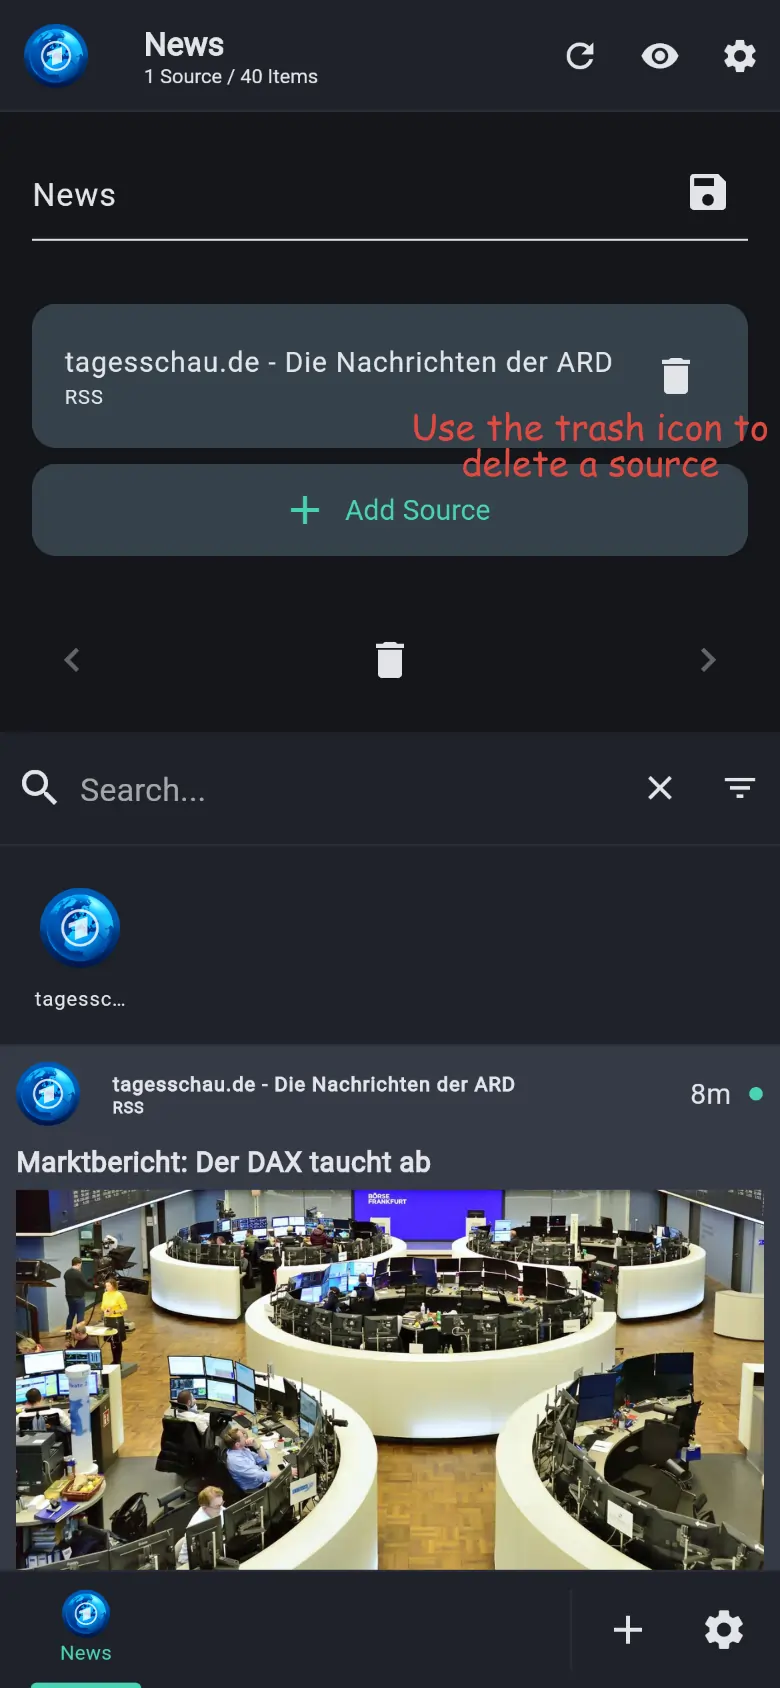 News
1 Source / 40 Items
News
tagesschau.de - Die Nachrichten der ARD
RSS
Use the trash icon to
delete a source
Add Source
Search...
tagessc...
tagesschau.de - Die Nachrichten der ARD
RSS
8m
Marktbericht: Der DAX taucht ab
BÖRSE
FRANKFURT
News